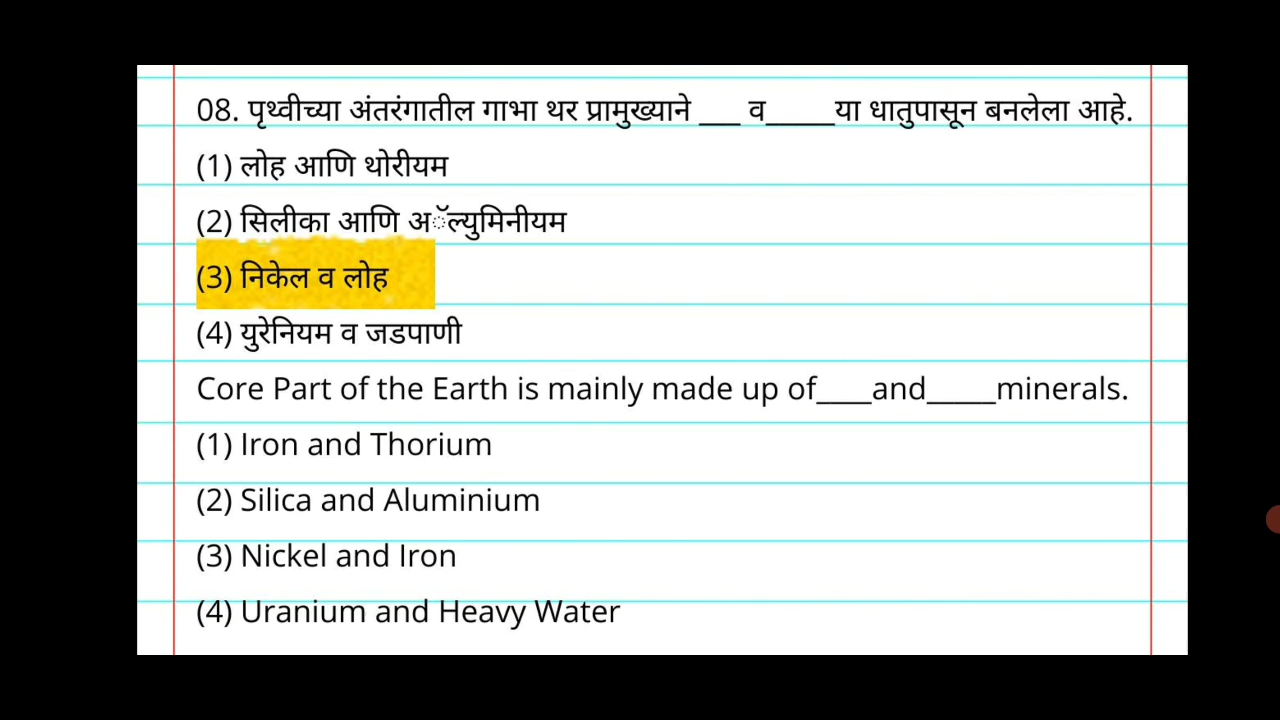 08. पृथ्वीच्या अंतरंगातील गाभा थर प्रामुख्याने ___ व_____या धातुपासून बनलेला आहे.
(1) लोह आणि थोरीयम
(2) सिलीका आणि अॅल्युमिनीयम
(3) निकेल व लोह
(4) युरेनियम व जडपाणी
Core Part of the Earth is mainly made up of____and_____minerals.
(1) Iron and Thorium
(2) Silica and Aluminium
(3) Nickel and Iron
(4) Uranium and Heavy Water